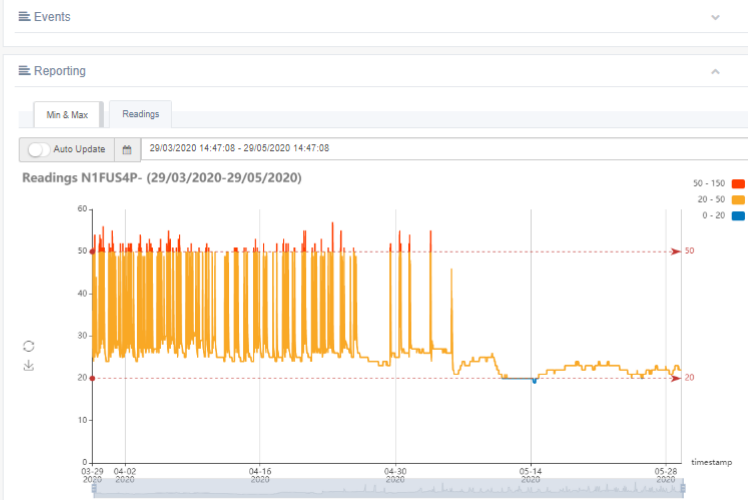 Events
Reporting
Min & Max
Readings
Auto Update
29/03/2020 14:47:08 - 29/05/2020 14:47:08
Readings N1FUS4P- (29/03/2020-29/05/2020)
50 - 150
20 - 50
0 - 20
60
50
50
40
30
20
20
10
0
timestamp
03-29 04-02 04-16 04-30 05-14 05-28
2020 2020 2020 2020 2020 2020